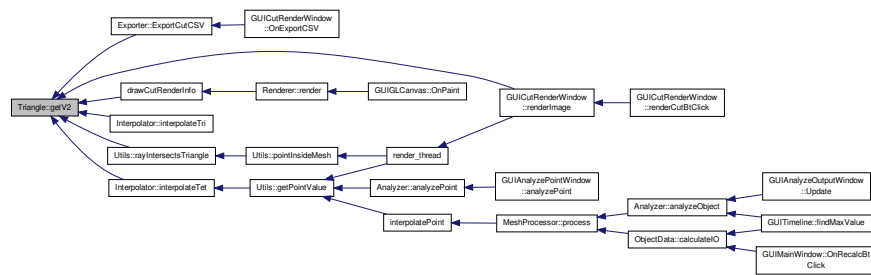 Exporter::ExportCutCSV
GUICutRenderWindow
::OnExportCSV
Triangle::getV2
drawCutRenderInfo
Renderer::render
GUIGLCanvas::OnPaint
GUICutRenderWindow
::renderImage
GUICutRenderWindow
::renderCutBtClick
Interpolator::interpolateTri
Utils::rayIntersectsTriangle
Utils::pointInsideMesh
render_thread
Interpolator::interpolateTet
Utils::getPointValue
Analyzer::analyzePoint
GUIAnalyzePointWindow
::analyzePoint
interpolatePoint
MeshProcessor::process
Analyzer::analyzeObject
GUIAnalyzeOutputWindow
::Update
GUITimeline::findMaxValue
ObjectData::calculateIO
GUIMainWindow::OnRecalcBt
Click